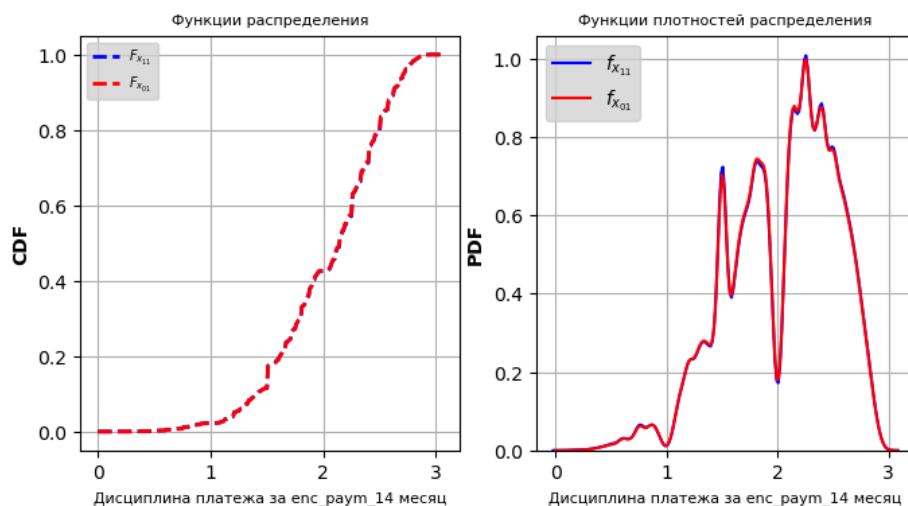 Функции распределения
CDF
1.0
0.8
0.6
0.4
0.2
0.0
F_{x_{11}}
F_{x_{01}}
0 1 2 3
Дисциплина платежа за enc_paym_14 месяц
Функции плотностей распределения
PDF
1.0
0.8
0.6
0.4
0.2
0.0
f_{x_{11}}
f_{x_{01}}
0 1 2 3
Дисциплина платежа за enc_paym_14 месяц